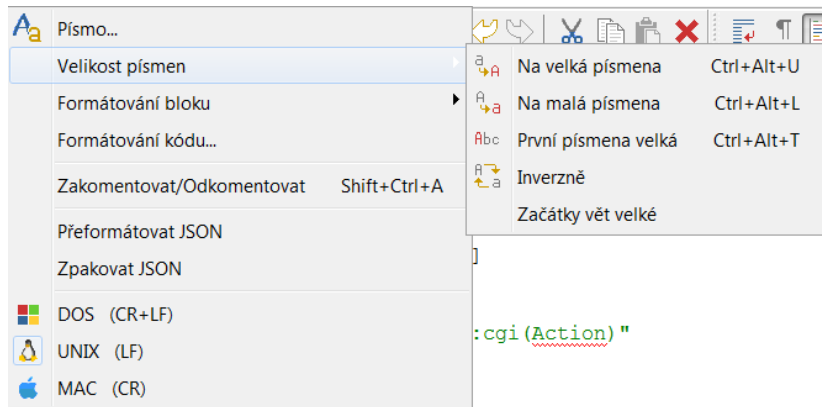 Písmo...
Velikost písmen
Formátování bloku
Formátování kódu...
Zakomentovat/Odkomentovat Shift+Ctrl+A
Přeformátovat JSON
Zpakovat JSON
DOS (CR+LF)
UNIX (LF)
MAC (CR)
Na velká písmena Ctrl+Alt+U
Na malá písmena Ctrl+Alt+L
První písmena velká Ctrl+Alt+T
Inverzně
Začátky vět velké
]
:cgi(Action)"